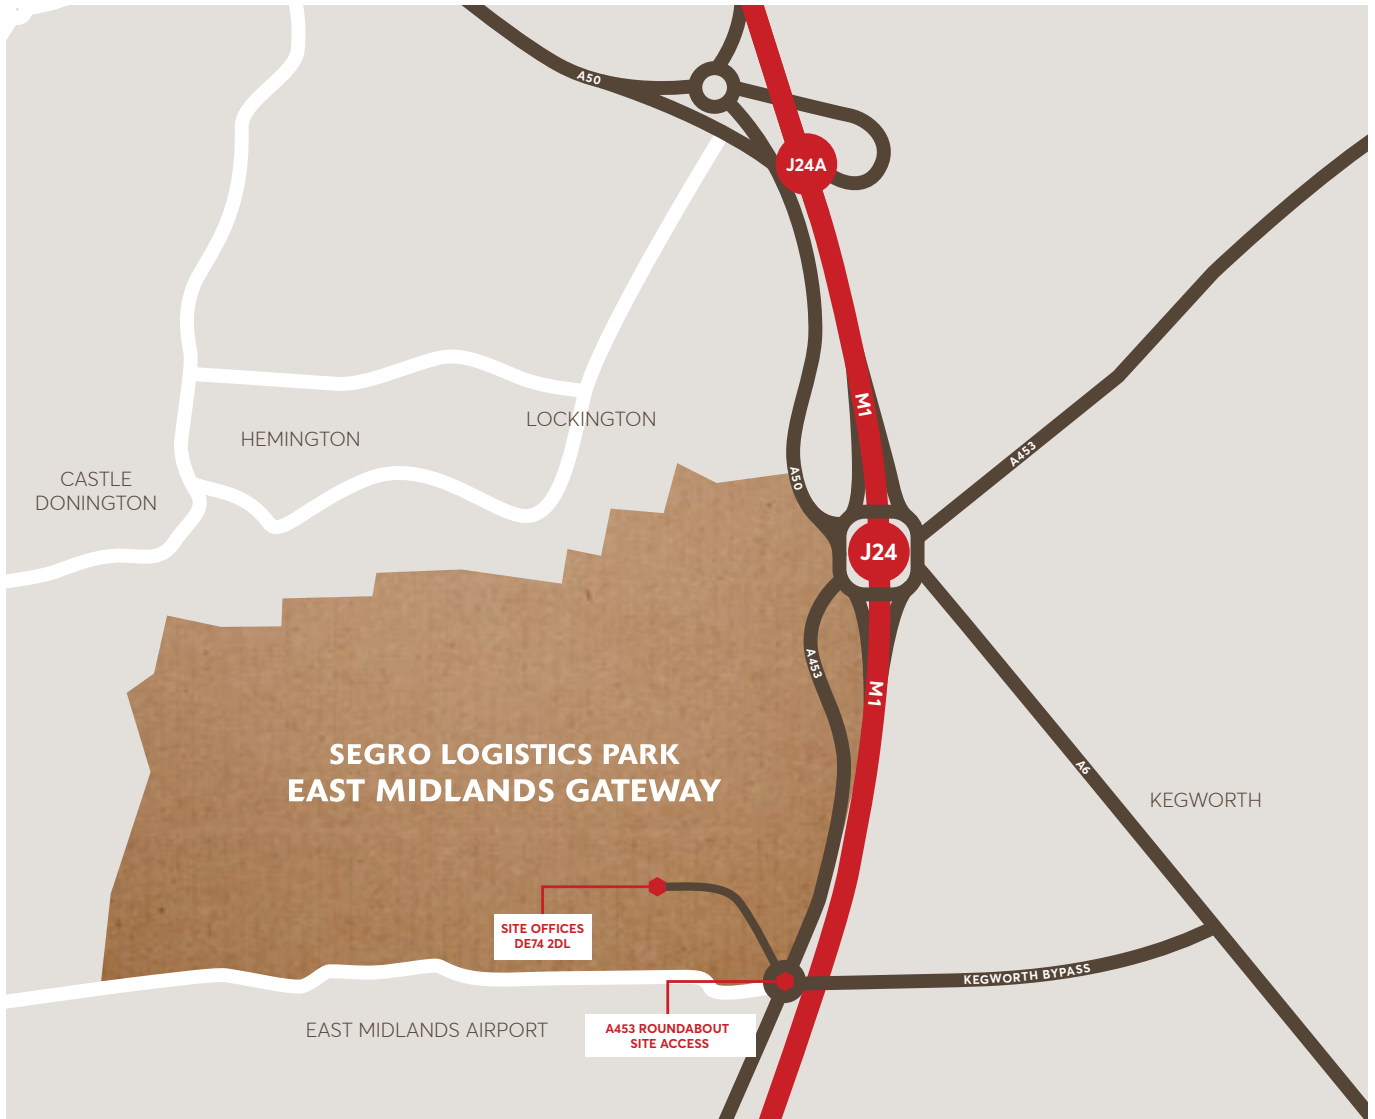 A50
J24A
M1
A453
LOCKINGTON
HEMINGTON
CASTLE
DONINGTON
A50
J24
A453
M1
SEGRO LOGISTICS PARK
EAST MIDLANDS GATEWAY
A6
KEGWORTH
SITE OFFICES
DE74 2DL
KEGWORTH BYPASS
EAST MIDLANDS AIRPORT
A453 ROUNDABOUT
SITE ACCESS